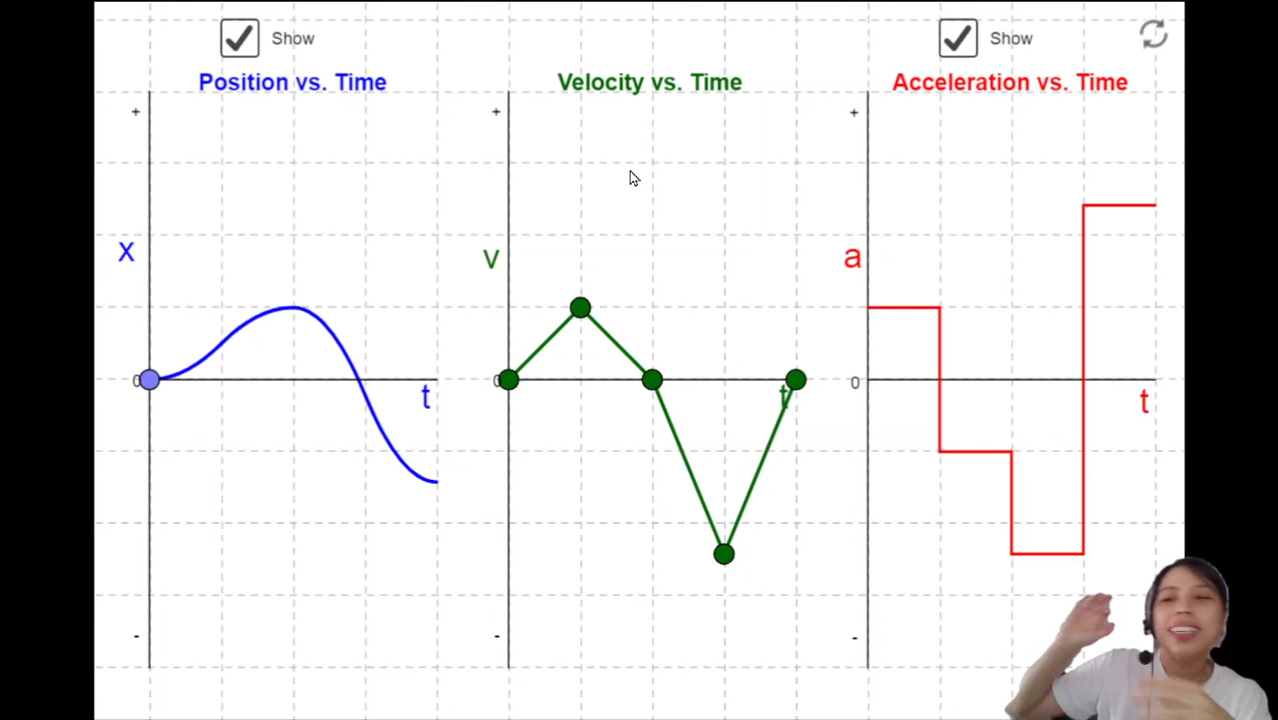 Show
Show
Position vs. Time
Velocity vs. Time
Acceleration vs. Time
+
+
+
x
v
a
0
0
0
t
t
t
-
-
-